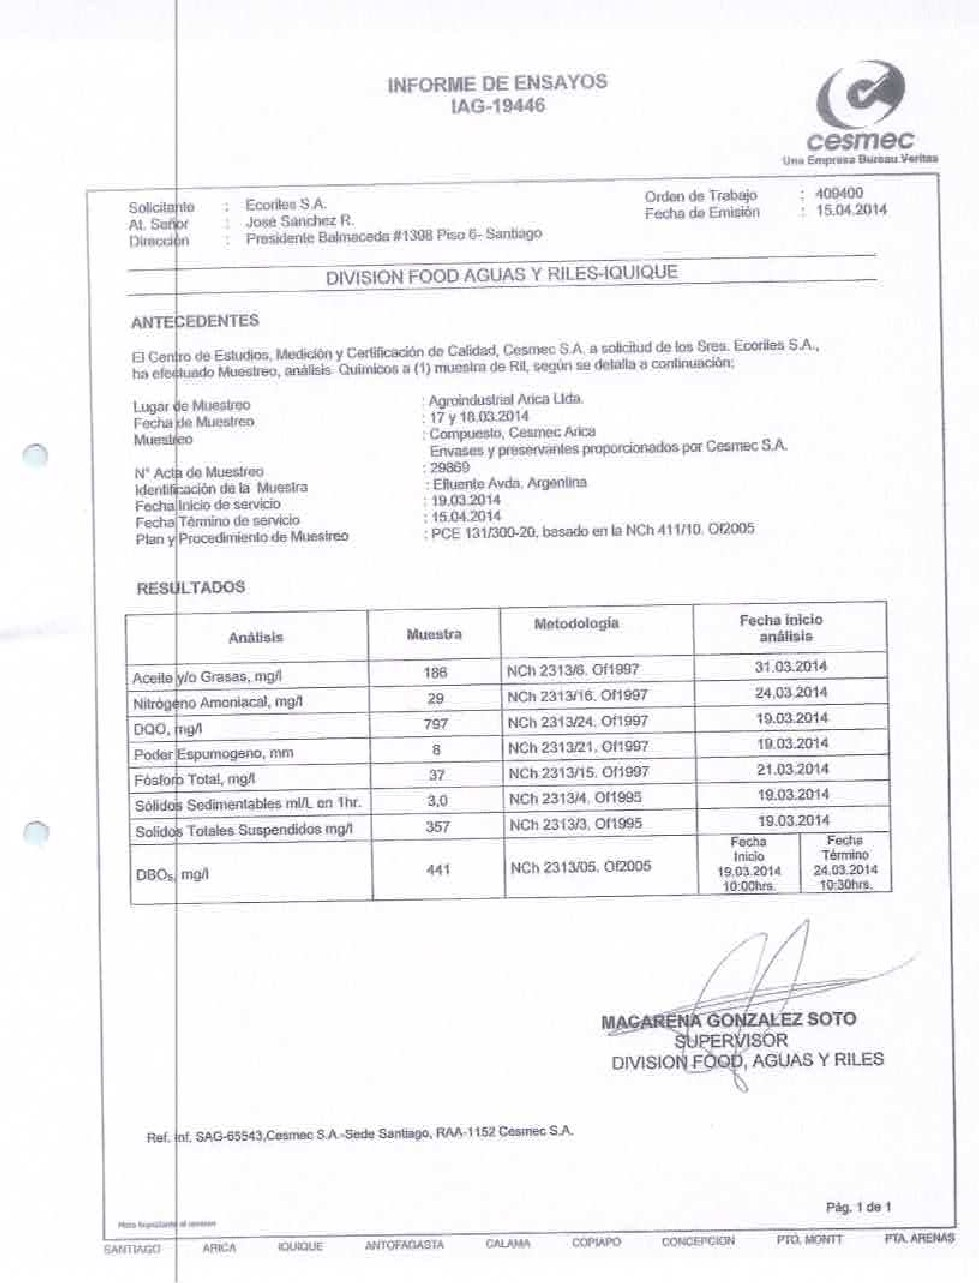 INFORME DE ENSAYOS
IAG-19446
cesmec
Una Empresa Bureau Veritas
Solicitante : Ecoriles S.A.
At. Señor : José Sánchez R.
Dirección : Presidente Balmaceda #1398 Piso 6- Santiago
Orden de Trabajo : 409400
Fecha de Emisión : 15.04.2014
DIVISION FOOD AGUAS Y RILES-IQUIQUE
ANTECEDENTES
El Centro de Estudios, Medición y Certificación de Calidad, Cesmec S.A. a solicitud de los Sres. Ecoriles S.A.,
ha efectuado Muestreo, análisis. Químicos a (1) muestra de Ril, según se detalla a continuación;
Lugar de Muestreo : Agroindustrial Arica Ltda.
Fecha de Muestreo : 17 y 18.03.2014
Muestreo : Compuesto, Cesmec Arica
Envases y preservantes proporcionados por Cesmec S.A.
N° Acta de Muestreo : 29869
Identificación de la Muestra : Efluente Avda. Argentina
Fecha Inicio de servicio : 19.03.2014
Fecha Término de servicio : 15.04.2014
Plan y Procedimiento de Muestreo : PCE 131/300-20, basado en la NCh 411/10. Of2005
RESULTADOS
Análisis Muestra Metodología Fecha inicio análisis
Aceite y/o Grasas, mg/l 186 NCh 2313/6. Of1997 31.03.2014
Nitrógeno Amoniacal, mg/l 29 NCh 2313/16. Of1997 24.03.2014
DQO, mg/l 797 NCh 2313/24. Of1997 19.03.2014
Poder Espumogeno, mm 8 NCh 2313/21. Of1997 19.03.2014
Fósforo Total, mg/l 37 NCh 2313/15. Of1997 21.03.2014
Sólidos Sedimentables ml/L en 1hr. 3,0 NCh 2313/4. Of1995 19.03.2014
Solidos Totales Suspendidos mg/l 357 NCh 2313/3. Of1995 19.03.2014
DBO₅, mg/l 441 NCh 2313/05. Of2005 Fecha Inicio 19.03.2014 10:00hrs. Fecha Término 24.03.2014 10:30hrs.
MACARENA GONZALEZ SOTO
SUPERVISOR
DIVISION FOOD, AGUAS Y RILES
Ref. Inf. SAG-65543,Cesmec S.A.-Sede Santiago, RAA-1152 Cesmec S.A.
Pág. 1 de 1
SANTIAGO ARICA IQUIQUE ANTOFAGASTA CALAMA COPIAPO CONCEPCION PTO. MONTT PTA. ARENAS